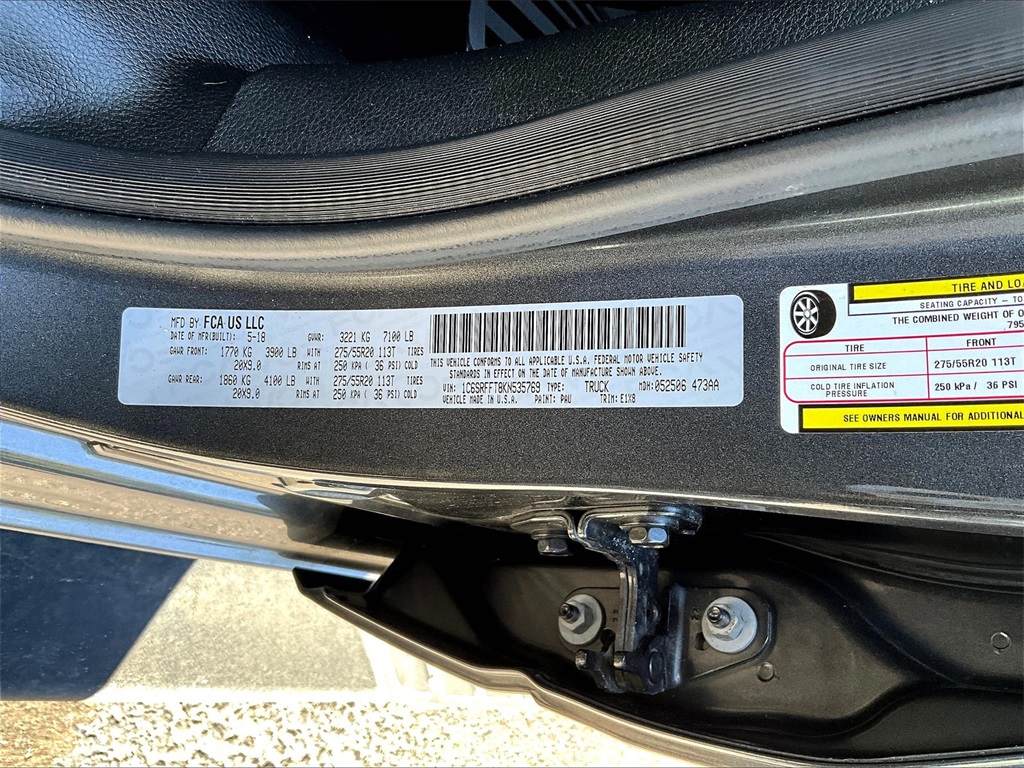 MFD BY FCA US LLC
DATE OF MFR(BUILT): 5-18 GVWR: 3221 KG 7100 LB
GAWR FRONT: 1770 KG 3900 LB WITH 275/55R20 113T TIRES
20X9.0 RIMS AT 250 KPA ( 36 PSI) COLD
GAWR REAR: 1860 KG 4100 LB WITH 275/55R20 113T TIRES
20X9.0 RIMS AT 250 KPA ( 36 PSI) COLD
THIS VEHICLE CONFORMS TO ALL APPLICABLE U.S.A. FEDERAL MOTOR VEHICLE SAFETY
STANDARDS IN EFFECT ON THE DATE OF MANUFACTURE SHOWN ABOVE.
VIN: 1C6SRFFT8KN535769 TYPE: TRUCK MDH: 052506 473AA
VEHICLE MADE IN U.S.A. PAINT: PAU TRIM: E1X8
TIRE AND LOA
SEATING CAPACITY - TO
THE COMBINED WEIGHT OF O
795
TIRE FRONT
ORIGINAL TIRE SIZE 275/55R20 113T
COLD TIRE INFLATION
PRESSURE 250 KPA / 36 PSI
SEE OWNERS MANUAL FOR ADDITIONAL